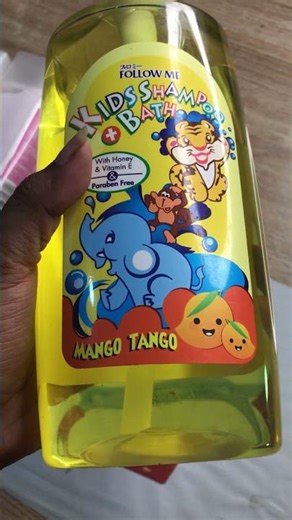 FOLLOW ME
KIDS SHAMPOO
+ BATH
With Honey
& Vitamin E
&
Paraben Free
MANGO TANGO